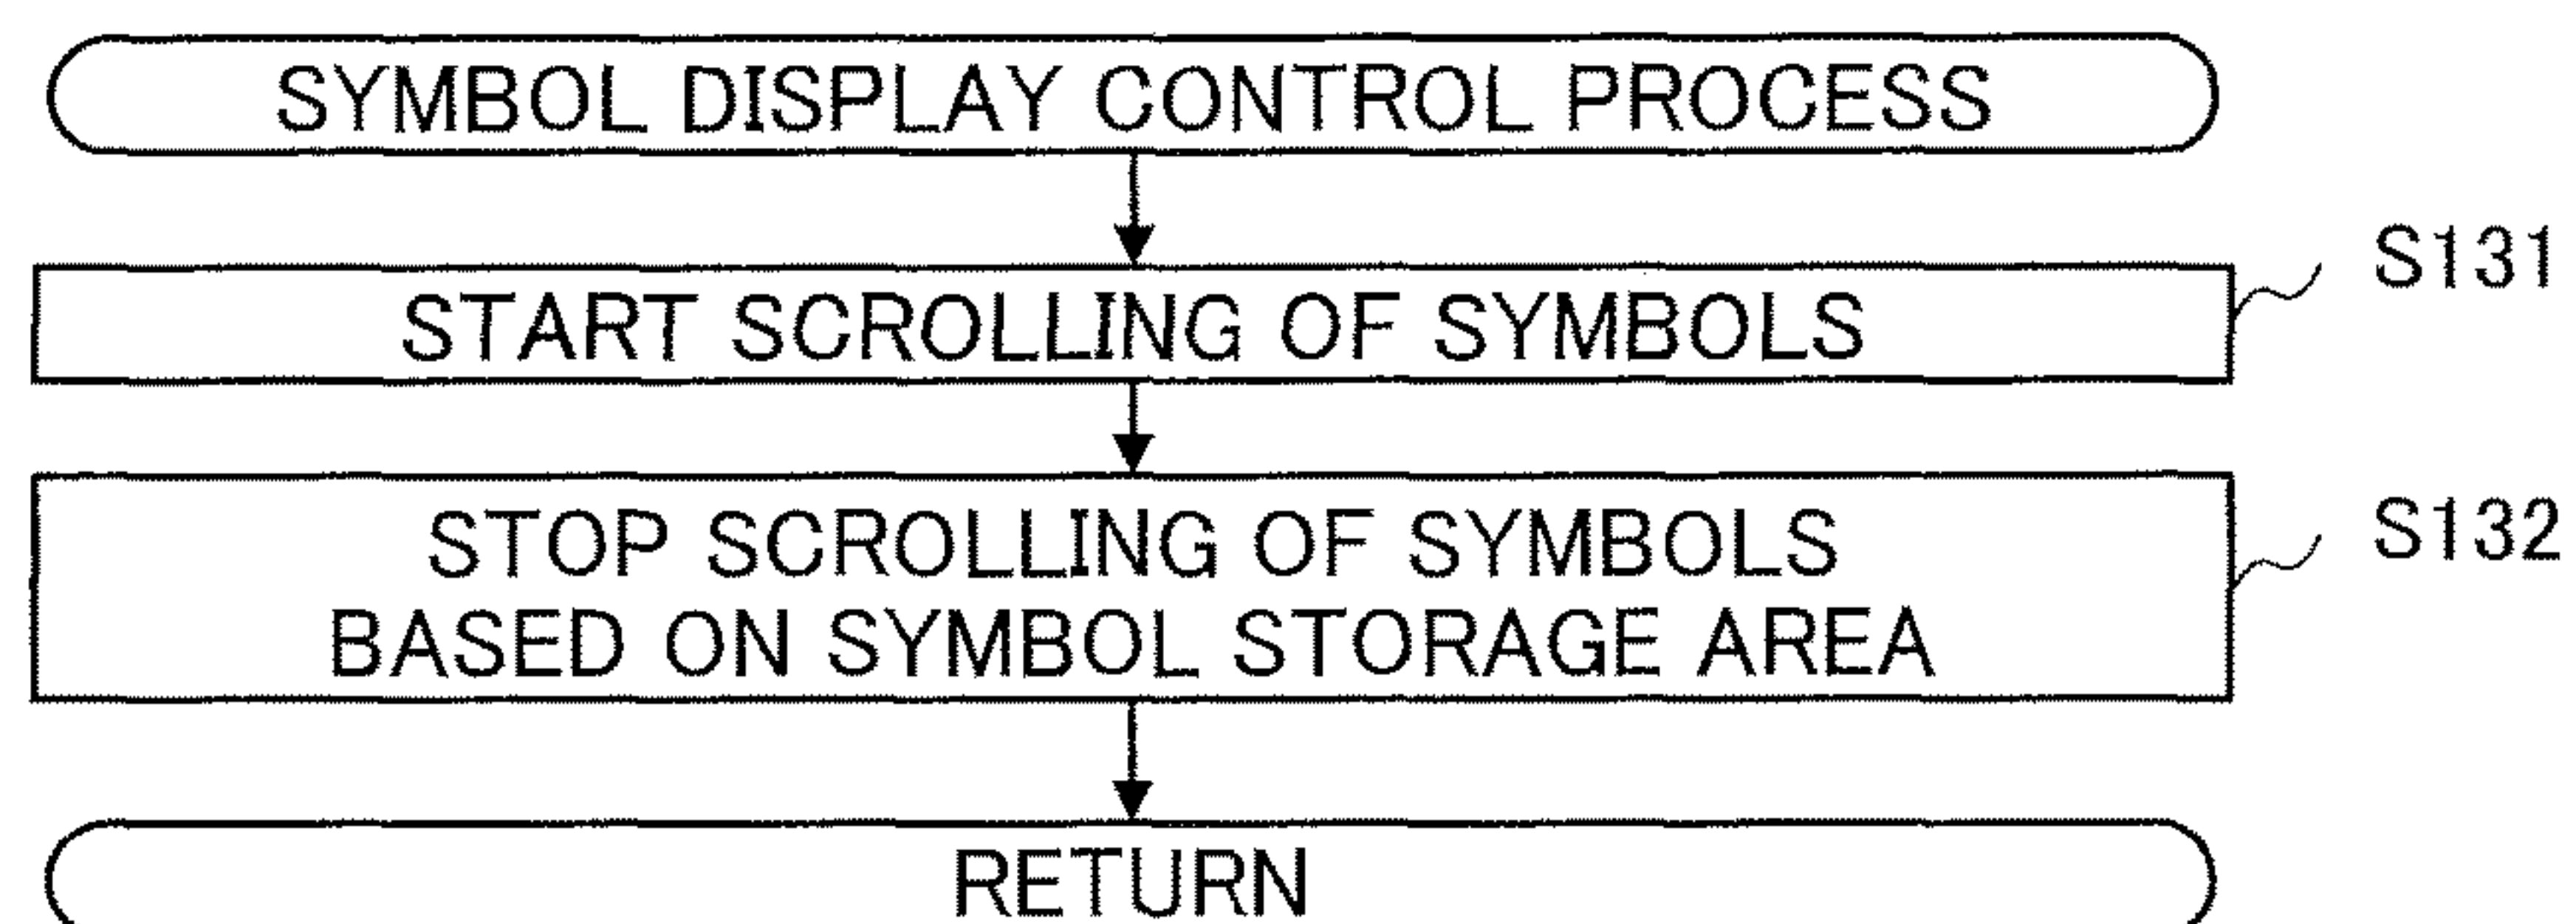 SYMBOL DISPLAY CONTROL PROCESS
START SCROLLING OF SYMBOLS
S131
STOP SCROLLING OF SYMBOLS
BASED ON SYMBOL STORAGE AREA
S132
RETURN